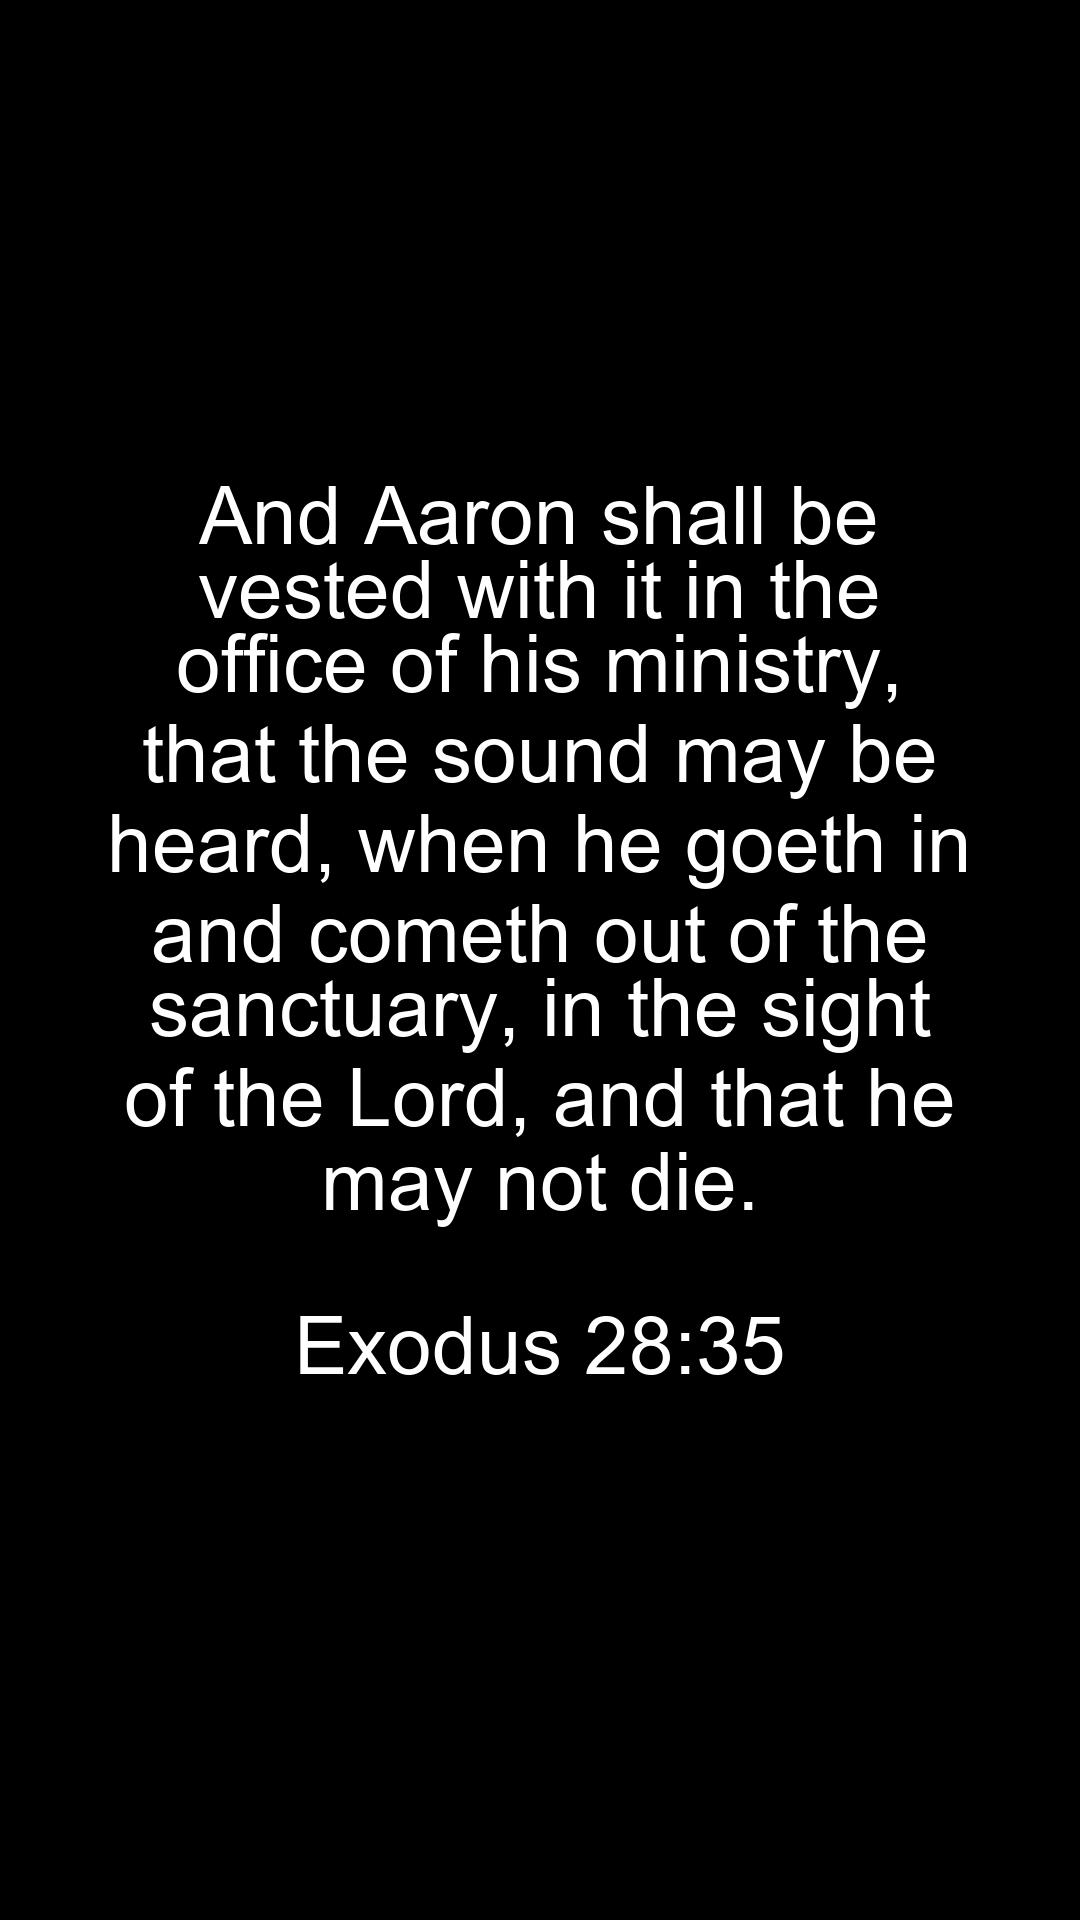 And Aaron shall be
vested with it in the
office of his ministry,
that the sound may be
heard, when he goeth in
and cometh out of the
sanctuary, in the sight
of the Lord, and that he
may not die.
Exodus 28:35